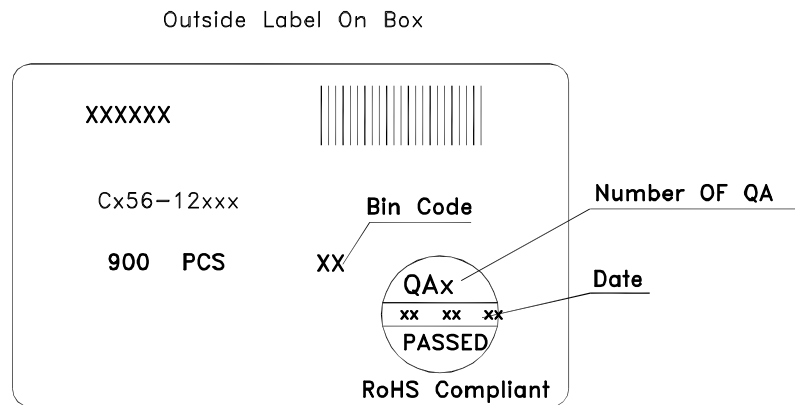 Outside Label On Box
XXXXXX
Cx56-12xxx
Bin Code
Number OF QA
900 PCS
XX
QAx
Date
xx xx xx
PASSED
RoHS Compliant